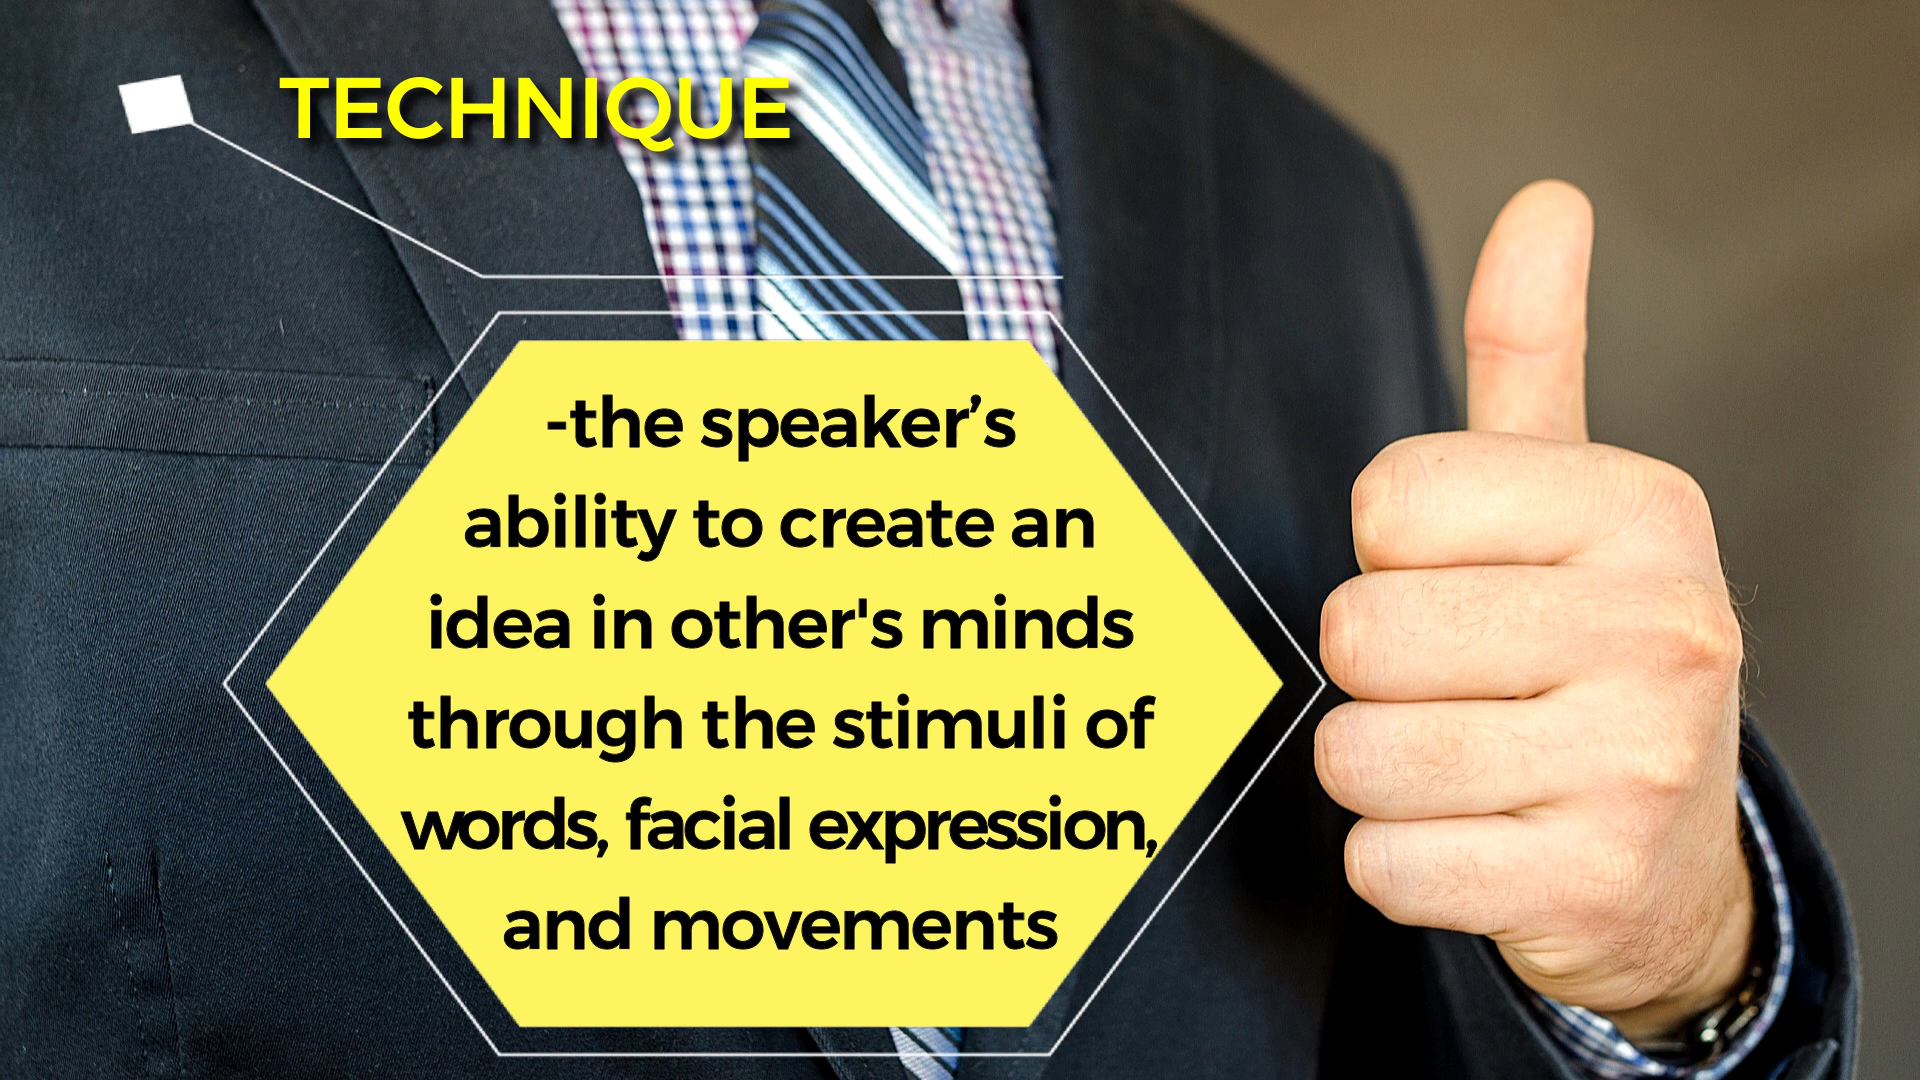 TECHNIQUE
-the speaker’s
ability to create an
idea in other's minds
through the stimuli of
words, facial expression,
and movements